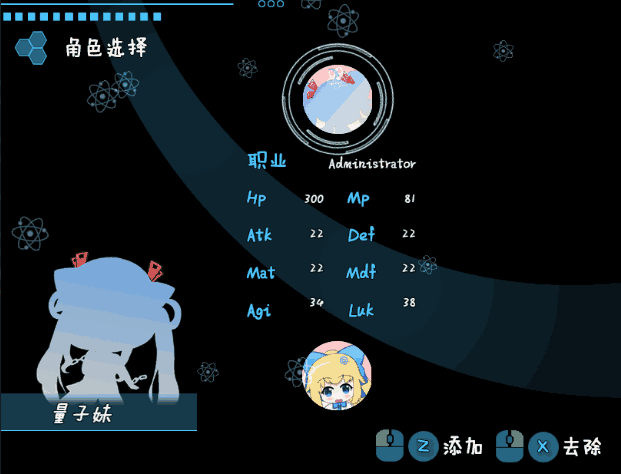 角色选择
职业 Administrator
Hp 300 Mp 81
Atk 22 Def 22
Mat 22 Mdf 22
Agi 34 Luk 38
量子妹
Z 添加 X 去除